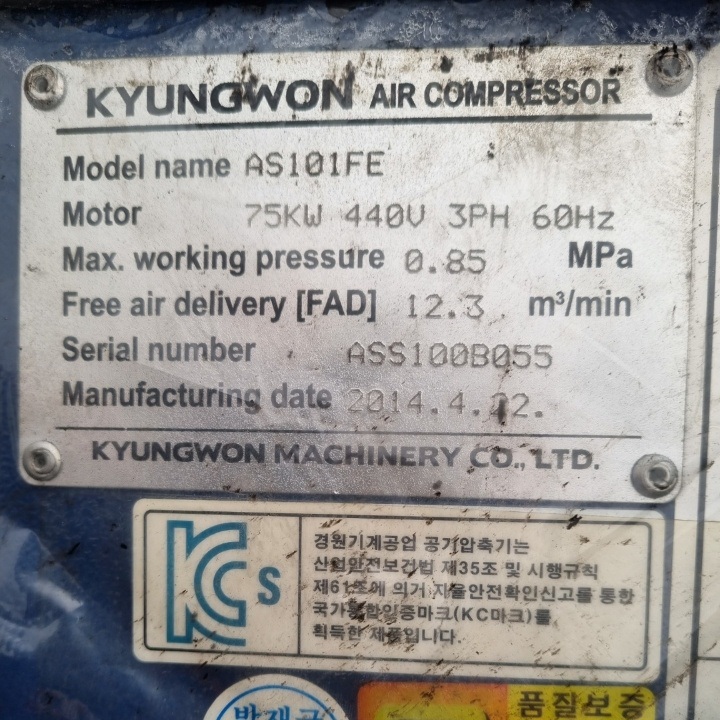 KYUNGWON AIR COMPRESSOR
Model name AS101FE
Motor 75KW 440V 3PH 60Hz
Max. working pressure 0.85 MPa
Free air delivery [FAD] 12.3 m³/min
Serial number ASS100B055
Manufacturing date 2014.4.22.
KYUNGWON MACHINERY CO., LTD.
KCs
경원기계공업 공기압축기는
산업안전보건법 제35조 및 시행규칙
제61조에 의거 자율안전확인신고를 통한
국가통합인증마크(KC마크)를
획득한 제품입니다.
품질보증